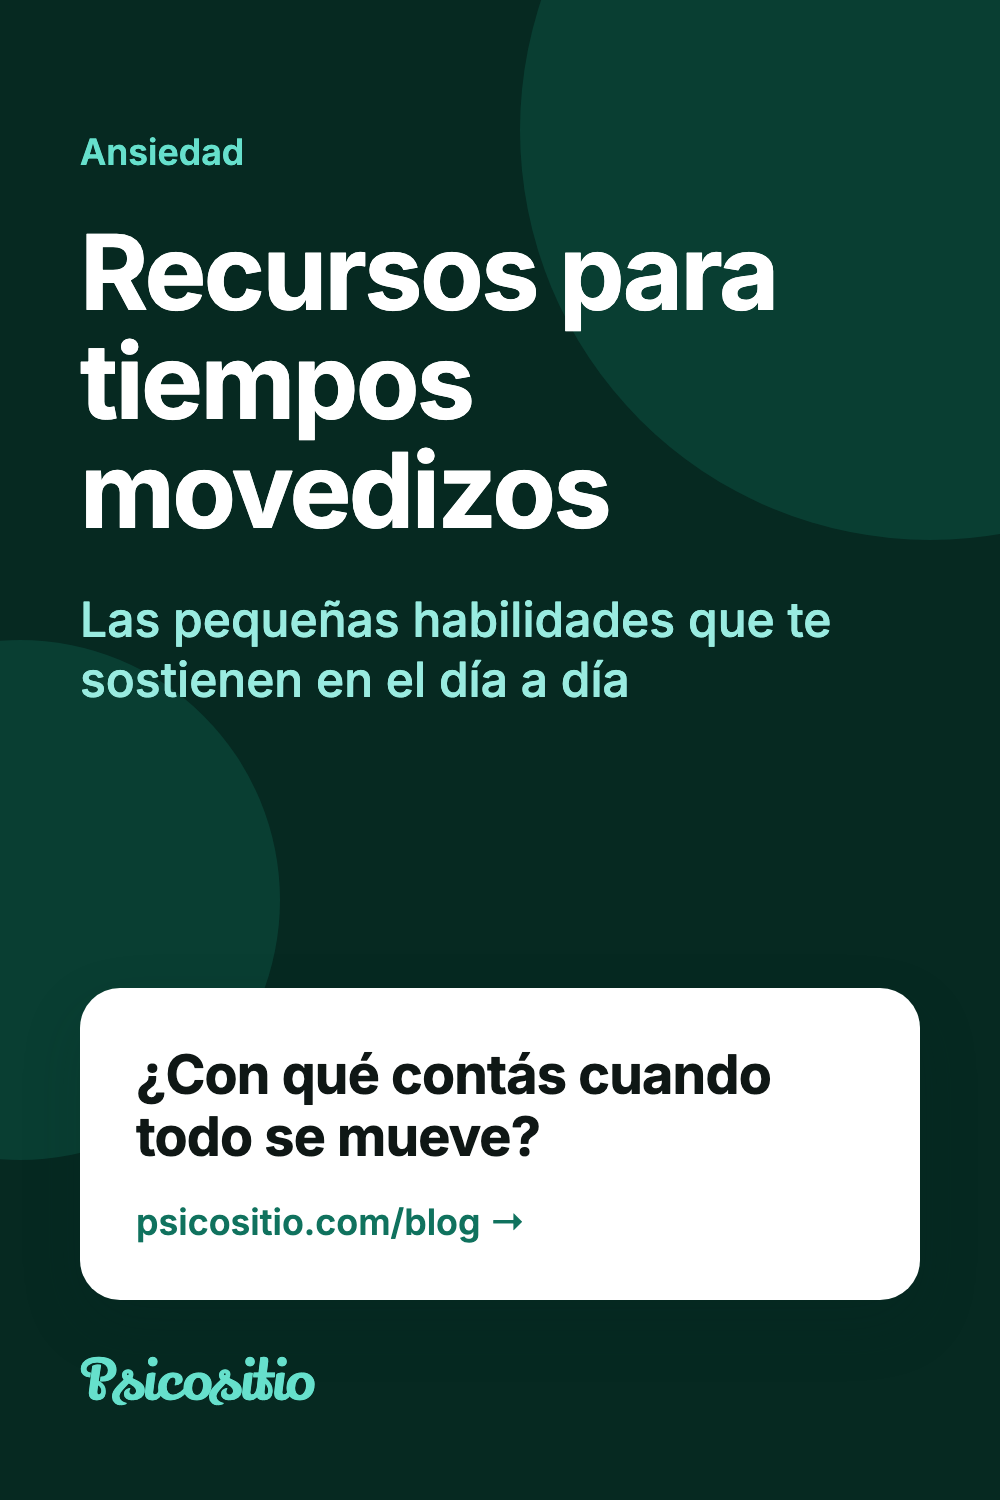 Ansiedad
Recursos para
tiempos
movedizos
Las pequeñas habilidades que te
sostienen en el día a día
¿Con qué contás cuando
todo se mueve?
psicositio.com/blog →
Psicositio